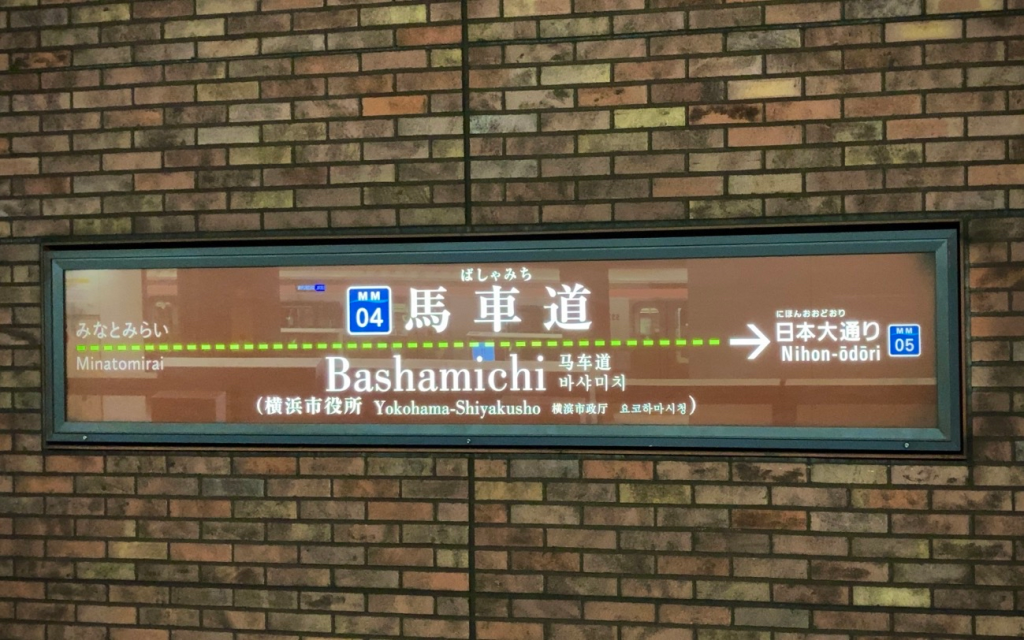 ばしゃみち
MM
04
馬車道
みなとみらい
Minatomirai
にほんおおどおり
日本大通り
Nihon-ōdōri
MM
05
Bashamichi
马车道
바샤미치
(横浜市役所 Yokohama-Shiyakusho 横滨市政厅 요코하마시청)